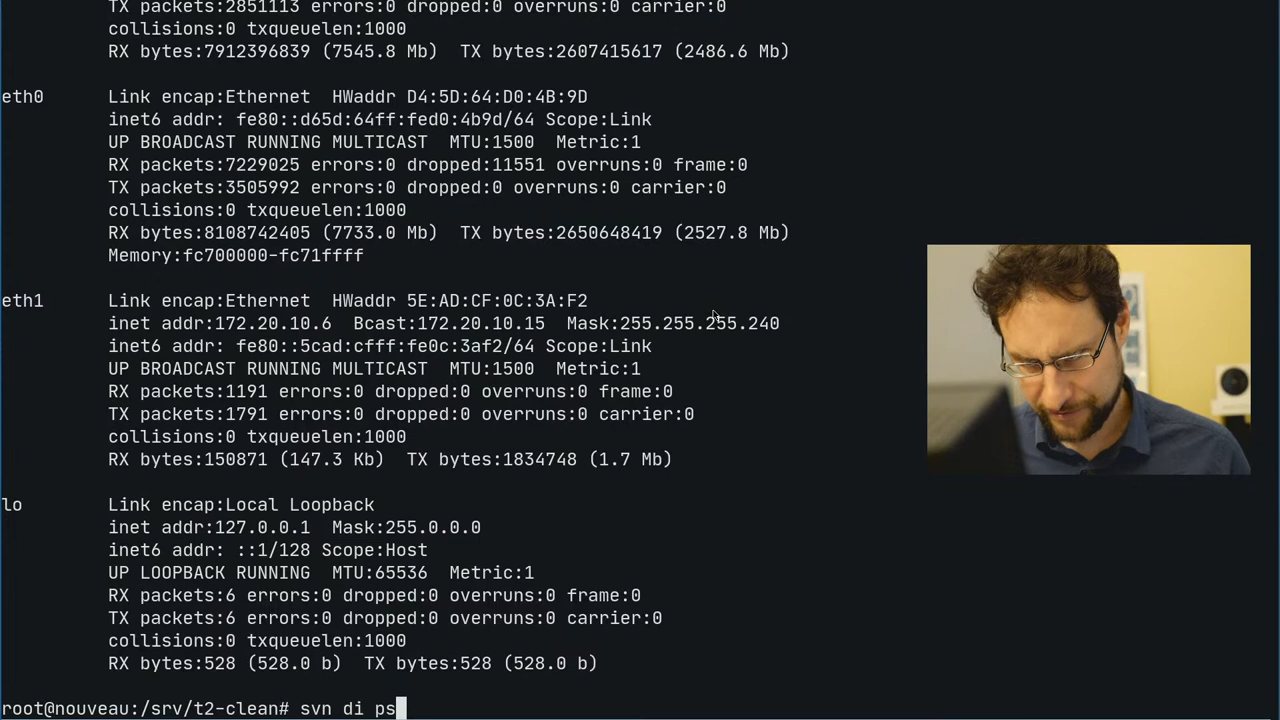 TX packets:2851113 errors:0 dropped:0 overruns:0 carrier:0
collisions:0 txqueuelen:1000
RX bytes:7912396839 (7545.8 Mb)  TX bytes:2607415617 (2486.6 Mb)
eth0      Link encap:Ethernet  HWaddr D4:5D:64:D0:4B:9D
inet6 addr: fe80::d65d:64ff:fed0:4b9d/64 Scope:Link
UP BROADCAST RUNNING MULTICAST  MTU:1500  Metric:1
RX packets:7229025 errors:0 dropped:11551 overruns:0 frame:0
TX packets:3505992 errors:0 dropped:0 overruns:0 carrier:0
collisions:0 txqueuelen:1000
RX bytes:8108742405 (7733.0 Mb)  TX bytes:2650648419 (2527.8 Mb)
Memory:fc700000-fc71ffff
eth1      Link encap:Ethernet  HWaddr 5E:AD:CF:0C:3A:F2
inet addr:172.20.10.6  Bcast:172.20.10.15  Mask:255.255.255.240
inet6 addr: fe80::5cad:cfff:fe0c:3af2/64 Scope:Link
UP BROADCAST RUNNING MULTICAST  MTU:1500  Metric:1
RX packets:1191 errors:0 dropped:0 overruns:0 frame:0
TX packets:1791 errors:0 dropped:0 overruns:0 carrier:0
collisions:0 txqueuelen:1000
RX bytes:150871 (147.3 Kb)  TX bytes:1834748 (1.7 Mb)
lo        Link encap:Local Loopback
inet addr:127.0.0.1  Mask:255.0.0.0
inet6 addr: ::1/128 Scope:Host
UP LOOPBACK RUNNING  MTU:65536  Metric:1
RX packets:6 errors:0 dropped:0 overruns:0 frame:0
TX packets:6 errors:0 dropped:0 overruns:0 carrier:0
collisions:0 txqueuelen:1000
RX bytes:528 (528.0 b)  TX bytes:528 (528.0 b)
root@nouveau:/srv/t2-clean# svn di ps